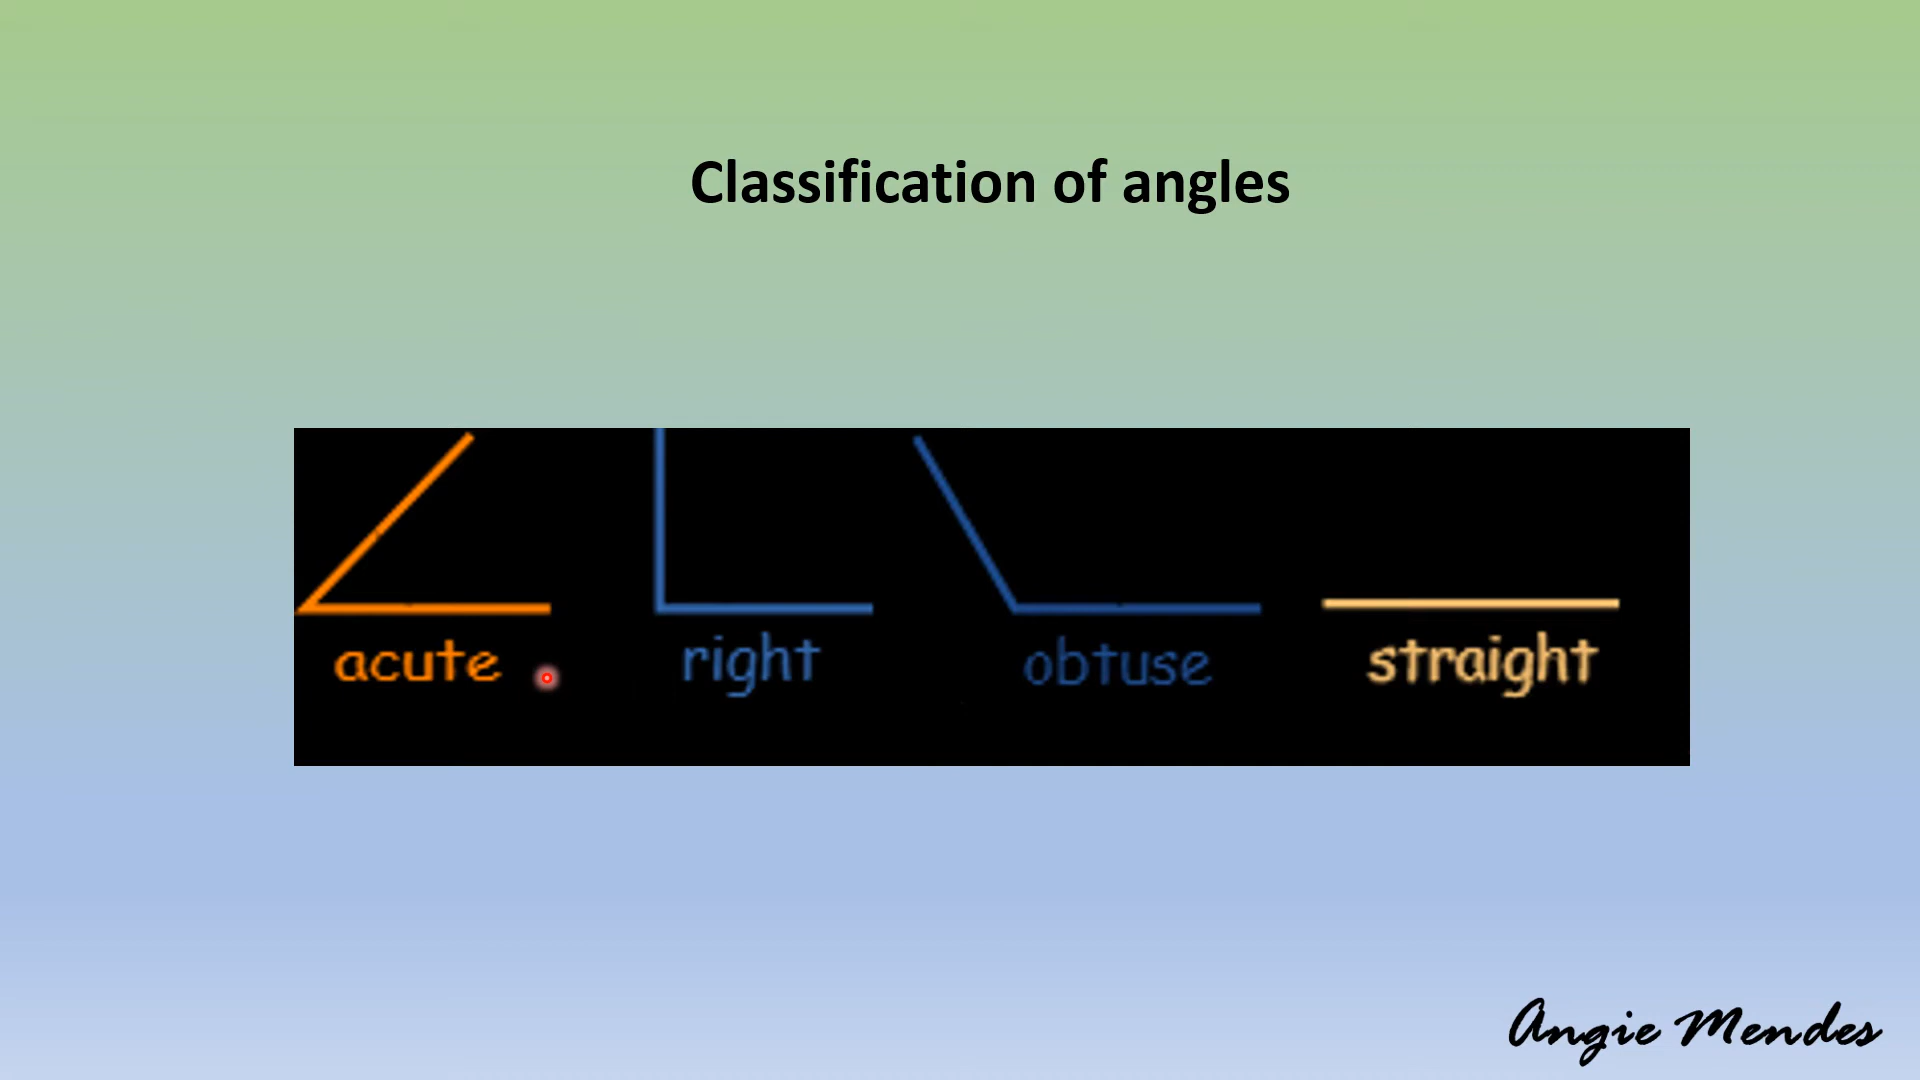 Classification of angles
acute right obtuse straight
Angie Mendes